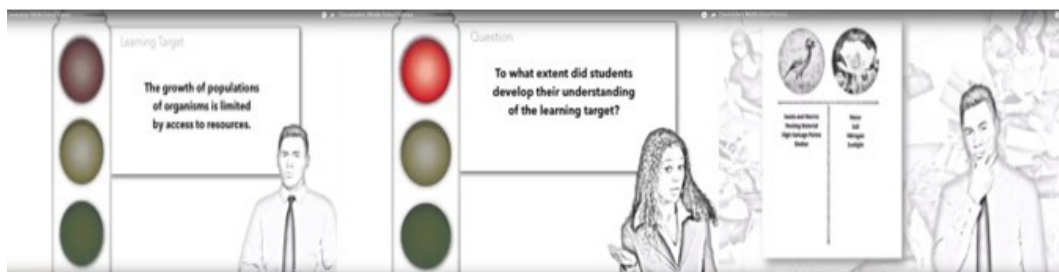 Learning Target
The growth of populations
of organisms is limited
by access to resources.
Question
To what extent did students
develop their understanding
of the learning target?
Seeds and Worms
Nesting Material
High Vantage Points
Shelter
Water
Soil
Nitrogen
Sunlight